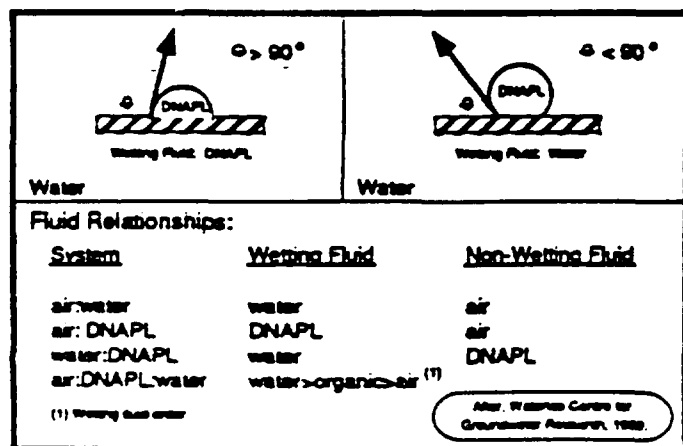 Θ > 90° Θ < 90°
Θ DNAPL Θ DNAPL
Wetting Fluid: DNAPL Wetting Fluid: Water
Water Water
Fluid Relationships:
System Wetting Fluid Non-Wetting Fluid
air:water water air
air: DNAPL DNAPL air
water:DNAPL water DNAPL
air:DNAPL:water water>organic>air (1)
(1) Wetting fluid order
After, Waterloo Centre for
Groundwater Research, 1989.